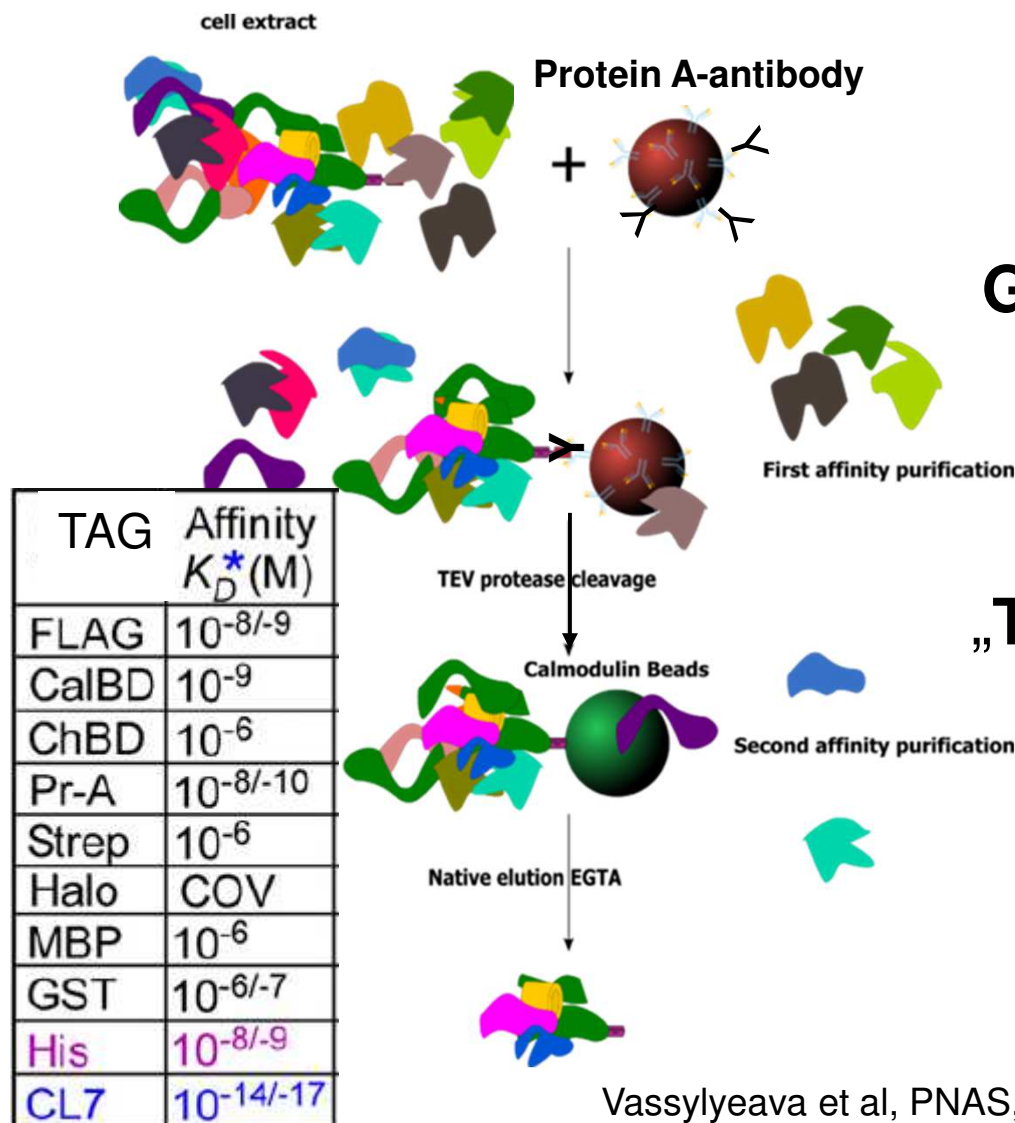 cell extract
Protein A-antibody
+
G
First affinity purification
TEV protease cleavage
„T
Calmodulin Beads
Second affinity purification
Native elution EGTA
TAG Affinity
K_D* (M)
FLAG 10^-8/-9
CalBD 10^-9
ChBD 10^-6
Pr-A 10^-8/-10
Strep 10^-6
Halo COV
MBP 10^-6
GST 10^-6/-7
His 10^-8/-9
CL7 10^-14/-17
Vassylyeava et al, PNAS,